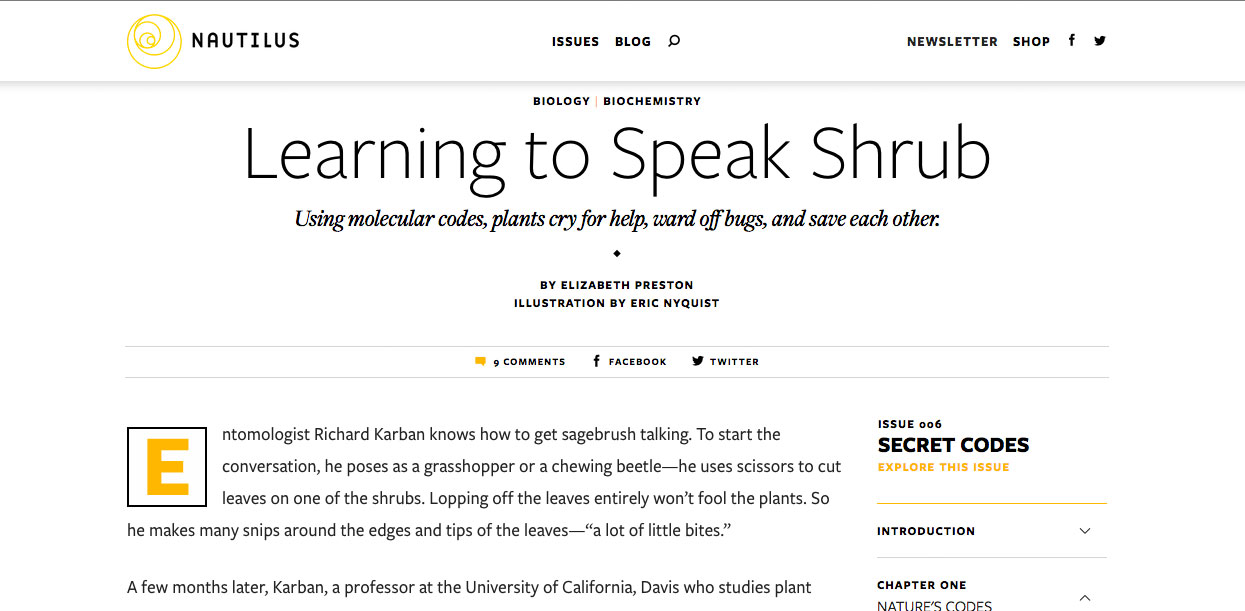 NAUTILUS
ISSUES BLOG
NEWSLETTER SHOP
BIOLOGY | BIOCHEMISTRY
Learning to Speak Shrub
Using molecular codes, plants cry for help, ward off bugs, and save each other.
BY ELIZABETH PRESTON
ILLUSTRATION BY ERIC NYQUIST
9 COMMENTS FACEBOOK TWITTER
Entomologist Richard Karban knows how to get sagebrush talking. To start the
conversation, he poses as a grasshopper or a chewing beetle—he uses scissors to cut
leaves on one of the shrubs. Lopping off the leaves entirely won’t fool the plants. So
he makes many snips around the edges and tips of the leaves—“a lot of little bites.”
A few months later, Karban, a professor at the University of California, Davis who studies plant
ISSUE 006
SECRET CODES
EXPLORE THIS ISSUE
INTRODUCTION
CHAPTER ONE
NATURE’S CODES